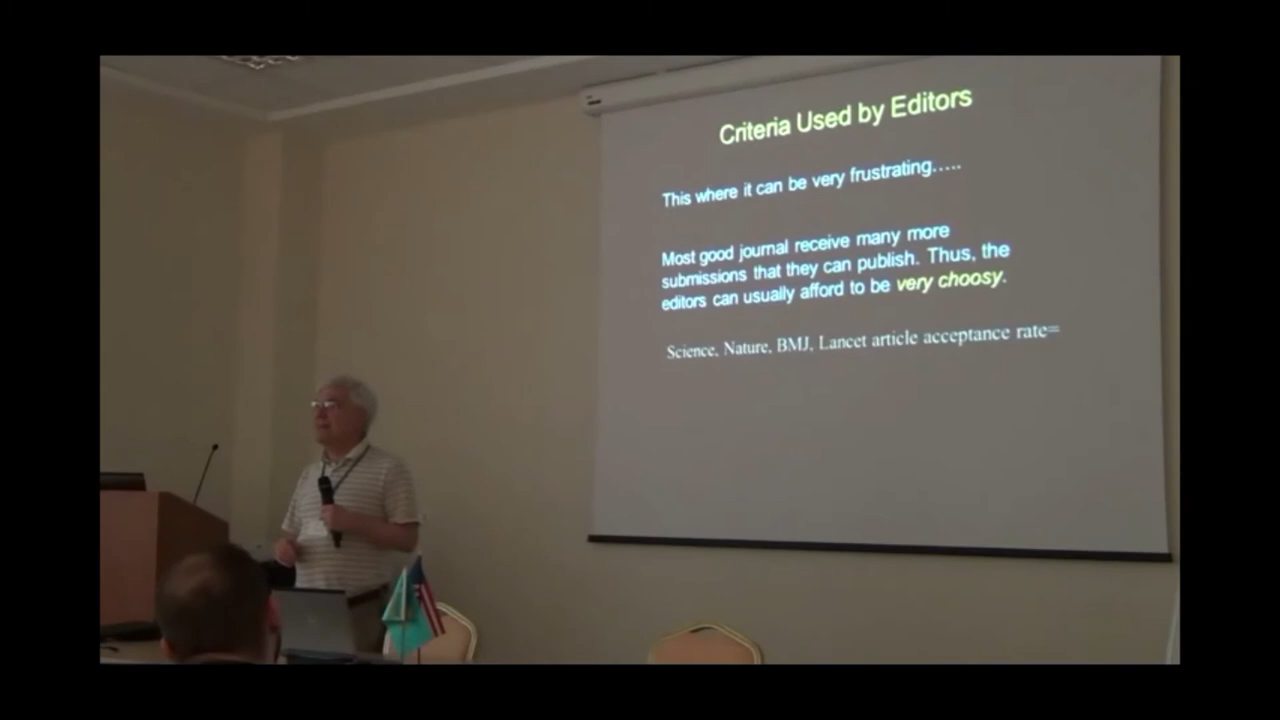 Criteria Used by Editors
This where it can be very frustrating.....
Most good journal receive many more
submissions that they can publish. Thus, the
editors can usually afford to be very choosy.
Science, Nature, BMJ, Lancet article acceptance rate=